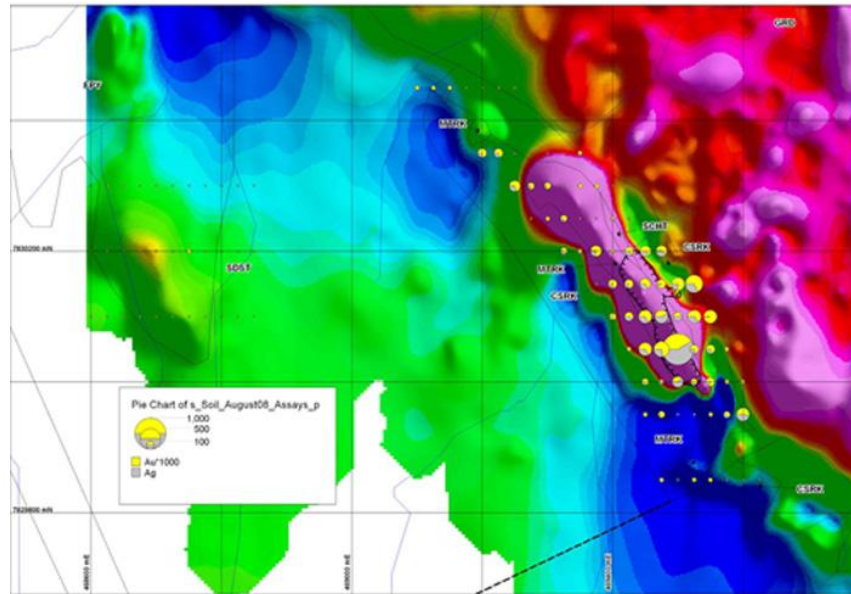 GRD
EPY
MTRK
SCHT
CSRK
7830200 mN
SDST
MTRK
CSRK
Pie Chart of s_Soil_August08_Assays_p
1,000
500
100
Au*1000
Ag
MTRK
CSRK
7829800 mN